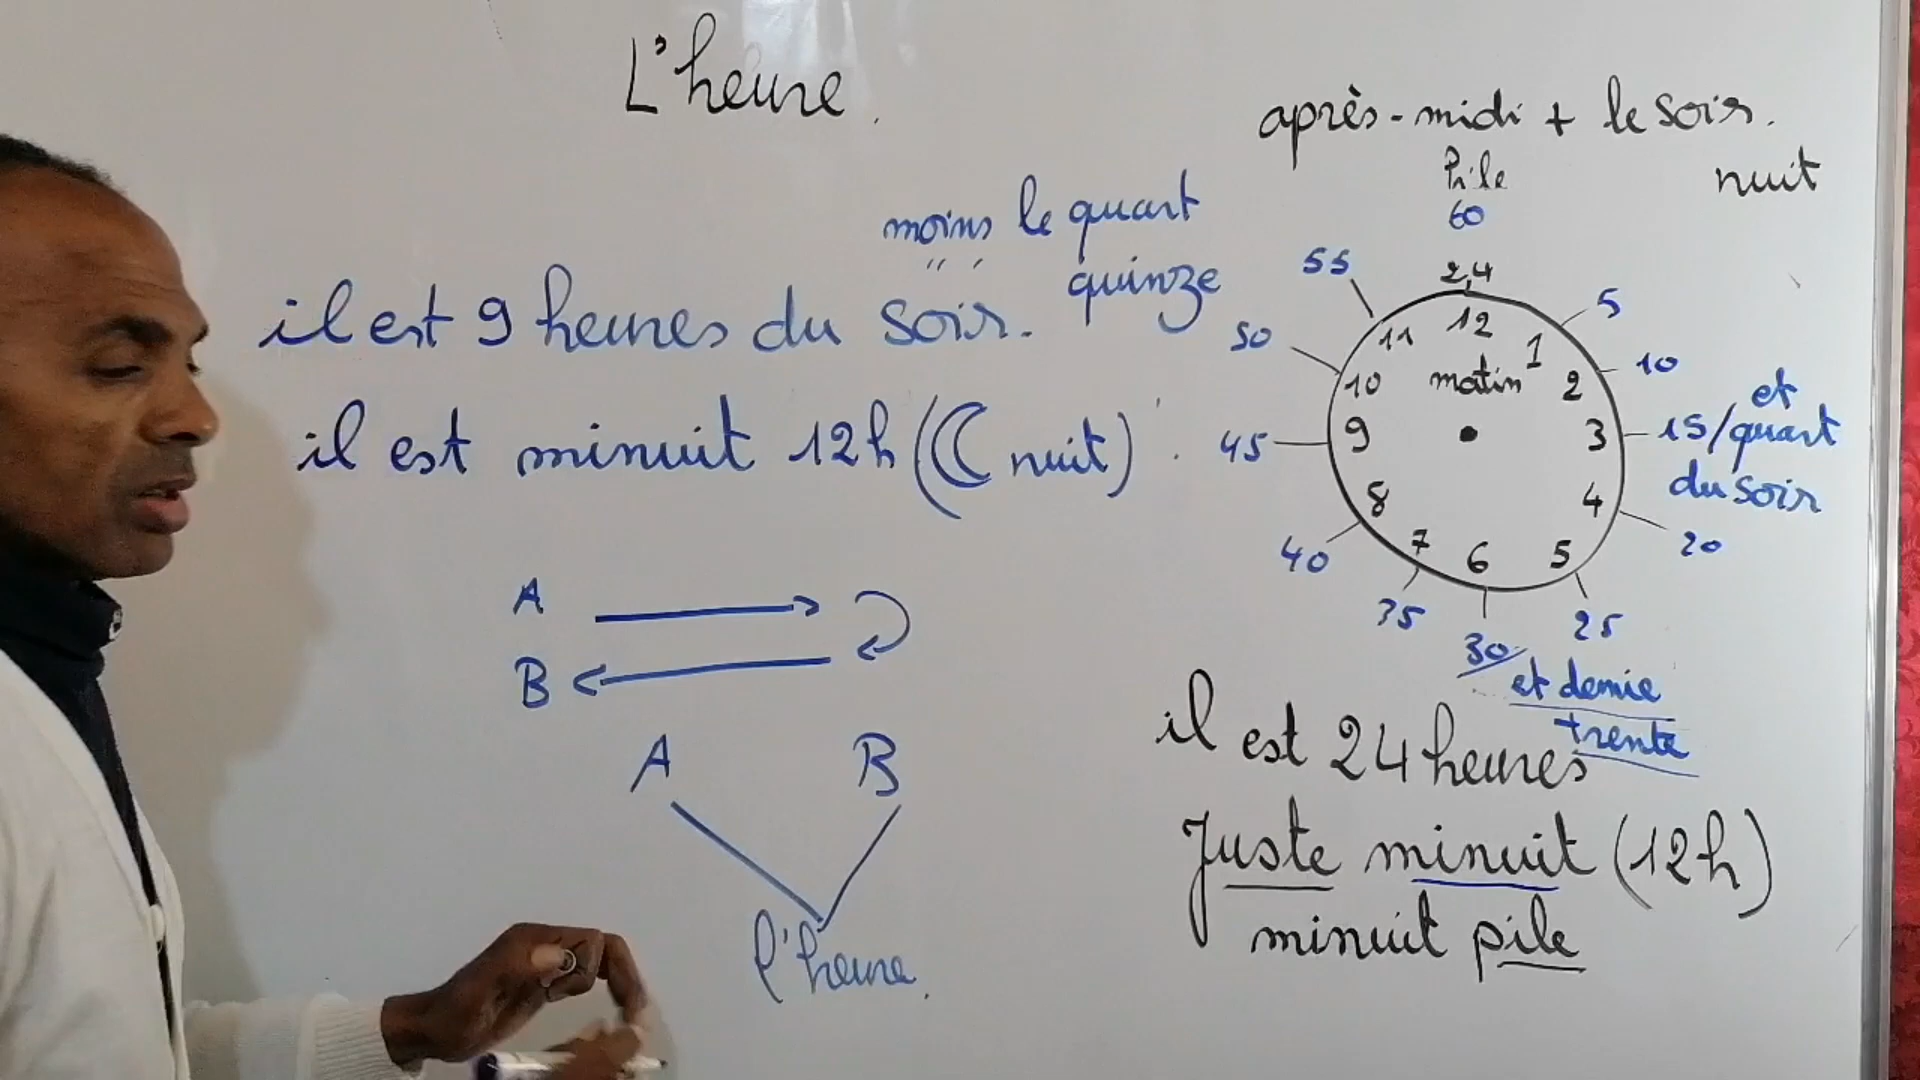 L'heure.
après-midi + le soir.
nuit
Pile
60
moins le quart
" " quinze
il est 9 heures du soir.
il est minuit 12h (nuit)
24
12
11
1
10
matin
2
9
3
8
4
7
6
5
55
5
50
10
45
et
15/quart
du soir
40
20
35
25
30
et demie
trente
A
B
A B
l'heure.
il est 24 heures
Juste minuit (12h)
minuit pile